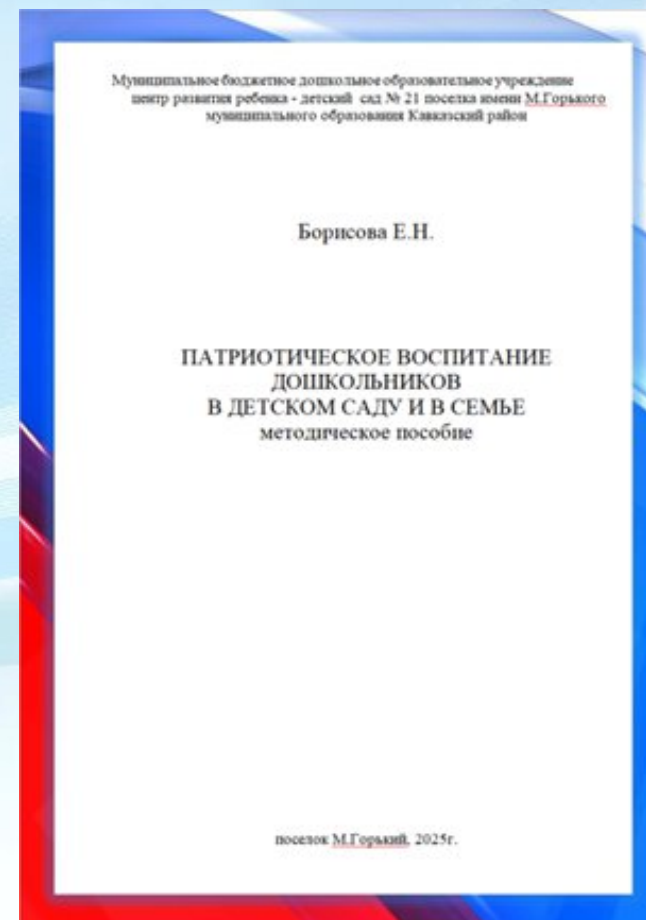 Муниципальное бюджетное дошкольное образовательное учреждение
центр развития ребенка - детский сад № 21 поселка имени М.Горького
муниципального образования Кавказский район
Борисова Е.Н.
ПАТРИОТИЧЕСКОЕ ВОСПИТАНИЕ
ДОШКОЛЬНИКОВ
В ДЕТСКОМ САДУ И В СЕМЬЕ
методическое пособие
поселок М.Горький, 2025г.